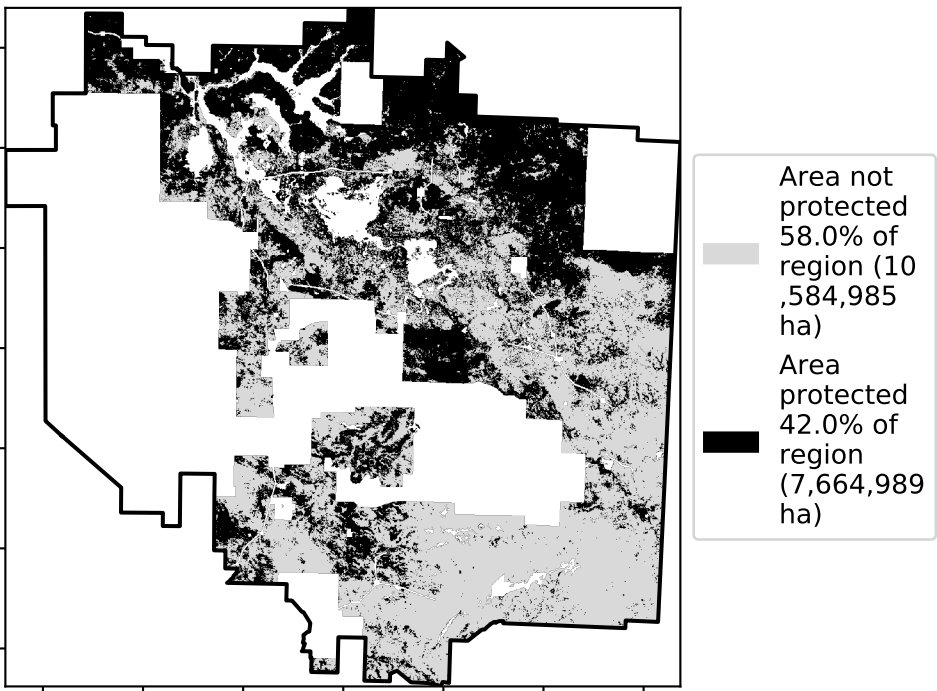 Area not
protected
58.0% of
region (10
,584,985
ha)
Area
protected
42.0% of
region
(7,664,989
ha)